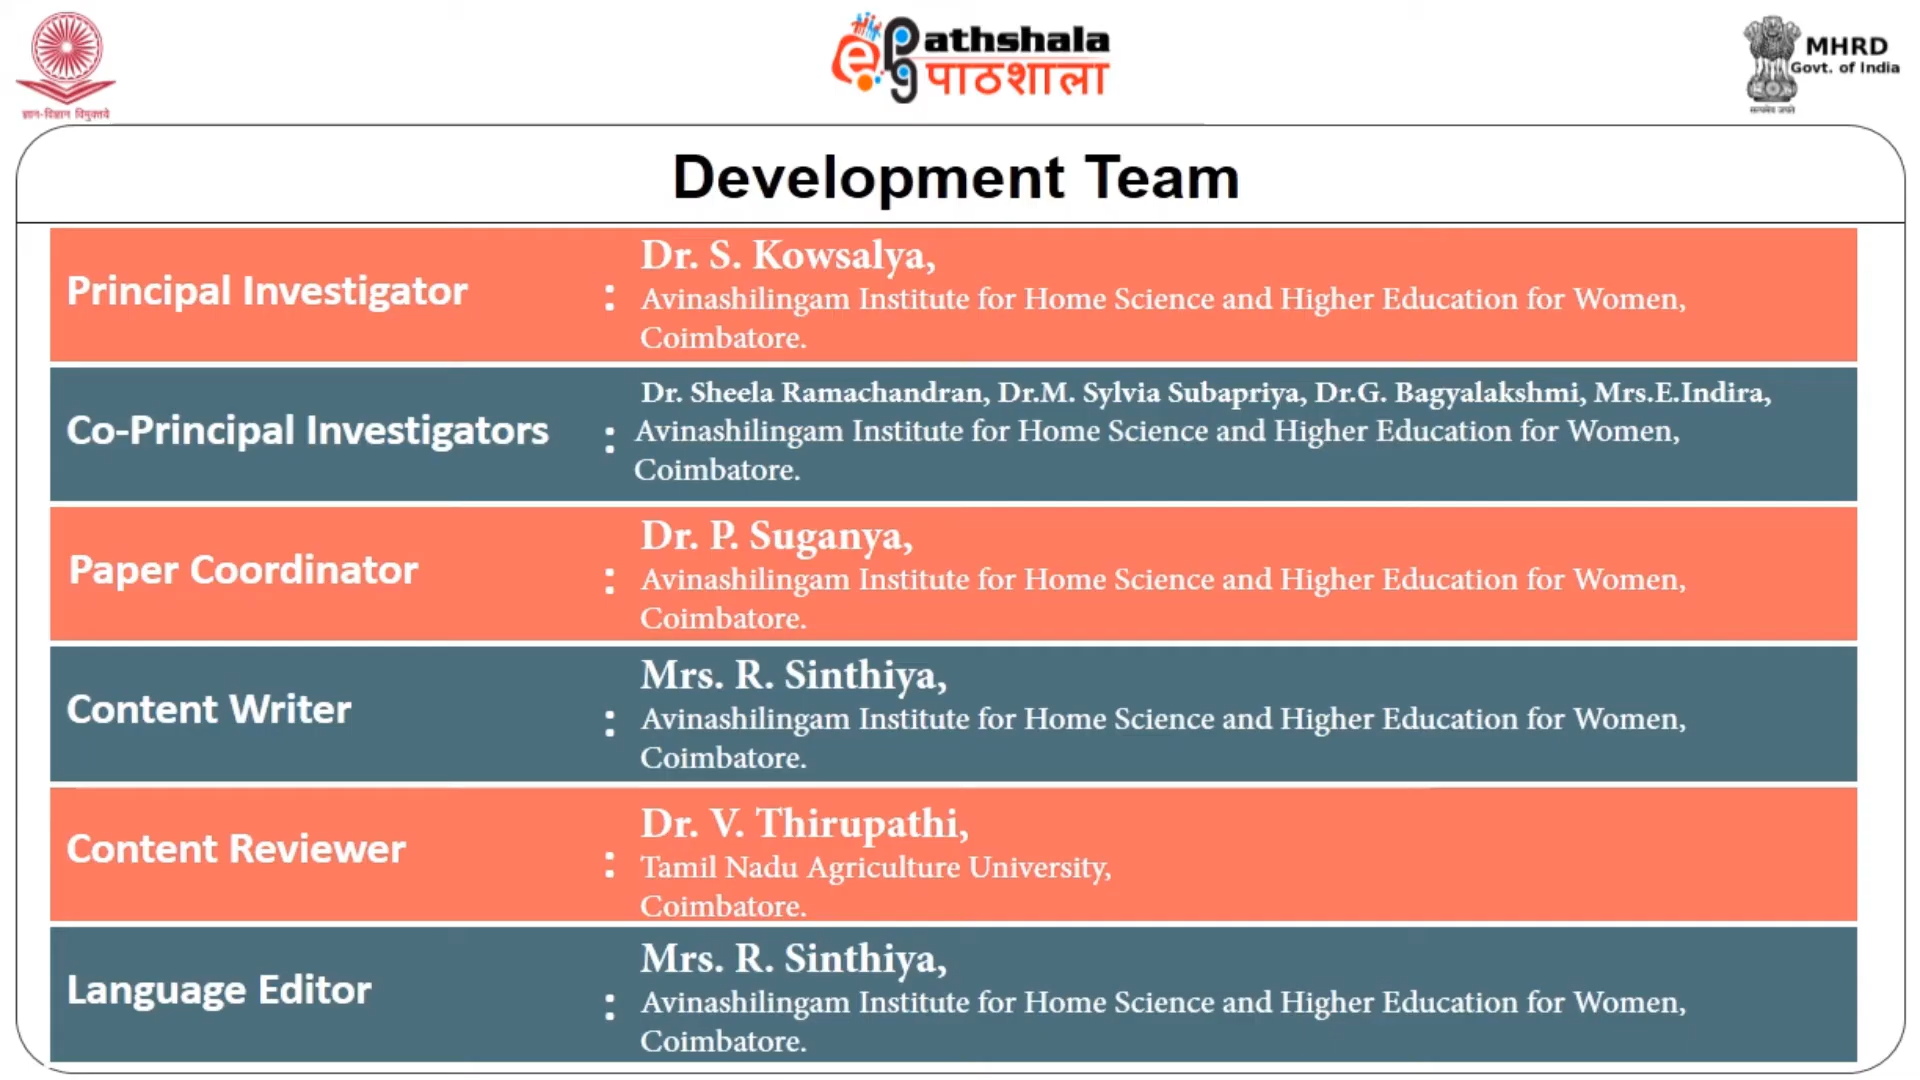 ज्ञान-विज्ञान विमुक्तये
ePG Pathshala
पाठशाला
MHRD
Govt. of India
सत्यमेव जयते
Development Team
Principal Investigator
:
Dr. S. Kowsalya,
Avinashilingam Institute for Home Science and Higher Education for Women,
Coimbatore.
Co-Principal Investigators
:
Dr. Sheela Ramachandran, Dr.M. Sylvia Subapriya, Dr.G. Bagyalakshmi, Mrs.E.Indira,
Avinashilingam Institute for Home Science and Higher Education for Women,
Coimbatore.
Paper Coordinator
:
Dr. P. Suganya,
Avinashilingam Institute for Home Science and Higher Education for Women,
Coimbatore.
Content Writer
:
Mrs. R. Sinthiya,
Avinashilingam Institute for Home Science and Higher Education for Women,
Coimbatore.
Content Reviewer
:
Dr. V. Thirupathi,
Tamil Nadu Agriculture University,
Coimbatore.
Language Editor
:
Mrs. R. Sinthiya,
Avinashilingam Institute for Home Science and Higher Education for Women,
Coimbatore.